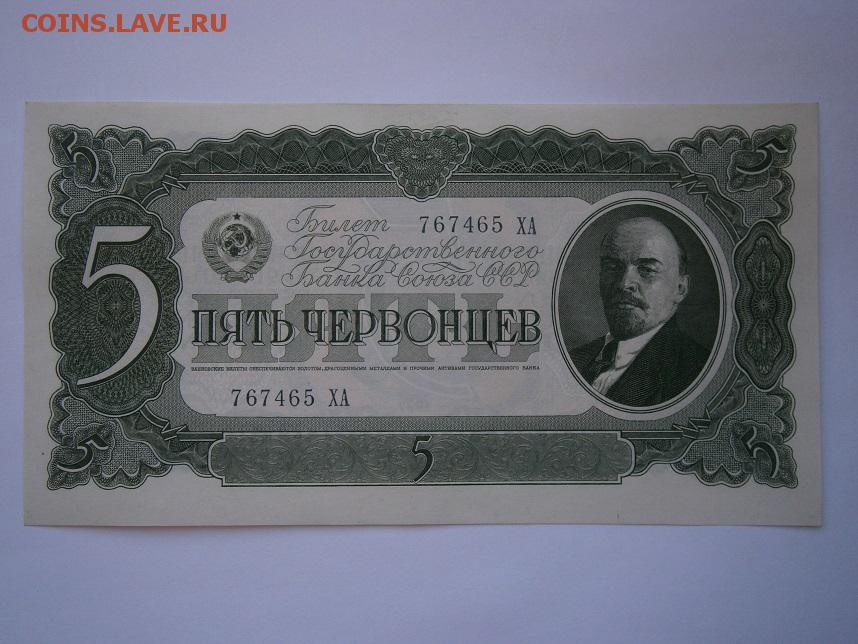 COINS.LAVE.RU
5 5
Билет 767465 ХА
Государственного
Банка Союза ССР
5
ПЯТЬ
ПЯТЬ ЧЕРВОНЦЕВ
БАНКОВСКИЕ БИЛЕТЫ ОБЕСПЕЧИВАЮТСЯ ЗОЛОТОМ, ДРАГОЦЕННЫМИ МЕТАЛЛАМИ И ПРОЧИМИ АКТИВАМИ ГОСУДАРСТВЕННОГО БАНКА
767465 ХА
5 5 5